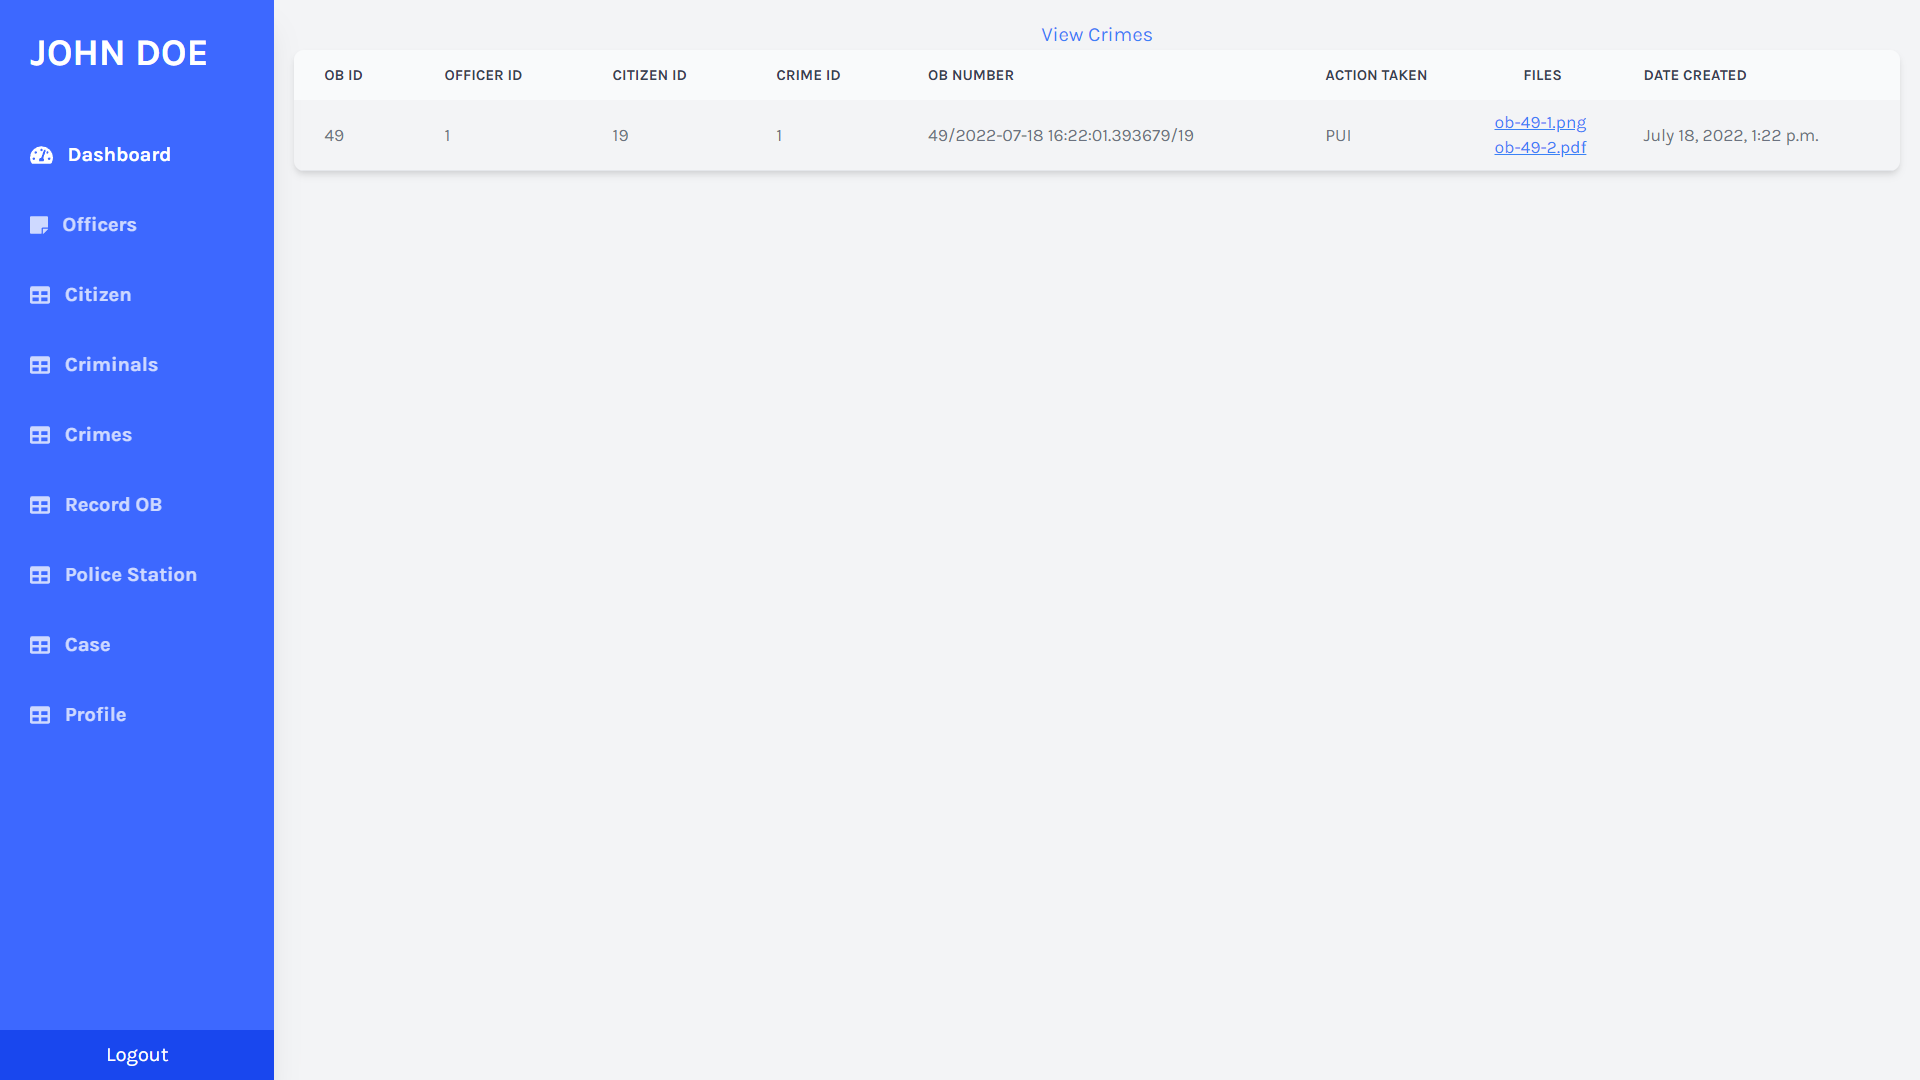 JOHN DOE
Dashboard
Officers
Citizen
Criminals
Crimes
Record OB
Police Station
Case
Profile
Logout
View Crimes
OB ID OFFICER ID CITIZEN ID CRIME ID OB NUMBER ACTION TAKEN FILES DATE CREATED
49 1 19 1 49/2022-07-18 16:22:01.393679/19 PUI ob-49-1.png July 18, 2022, 1:22 p.m.
ob-49-2.pdf